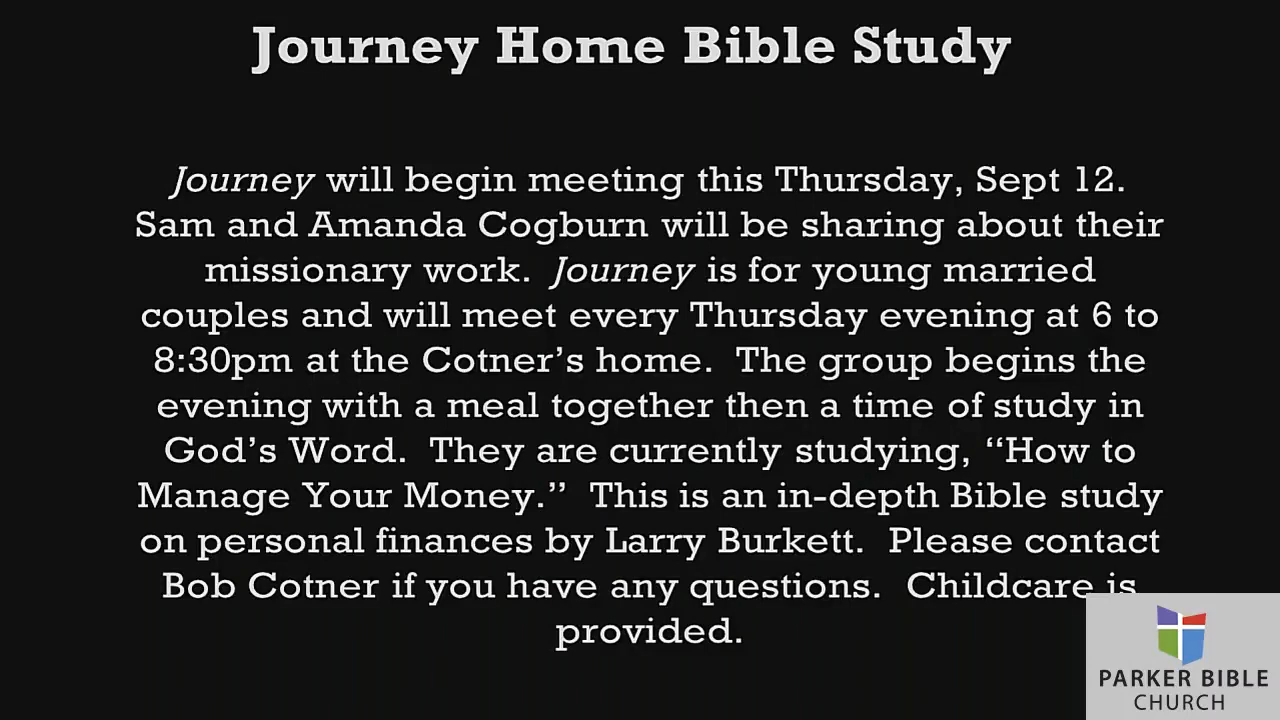 Journey Home Bible Study
Journey will begin meeting this Thursday, Sept 12.
Sam and Amanda Cogburn will be sharing about their
missionary work.  Journey is for young married
couples and will meet every Thursday evening at 6 to
8:30pm at the Cotner’s home.  The group begins the
evening with a meal together then a time of study in
God’s Word.  They are currently studying, “How to
Manage Your Money.”  This is an in-depth Bible study
on personal finances by Larry Burkett.  Please contact
Bob Cotner if you have any questions.  Childcare is
provided.
PARKER BIBLE
CHURCH